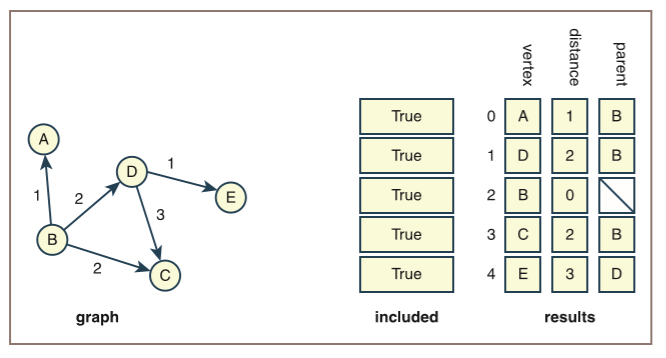 vertex
distance
parent
True 0 A 1 B
True 1 D 2 B
True 2 B 0
True 3 C 2 B
True 4 E 3 D
A
D 1
E
1
2
3
B
2
C
graph
included
results